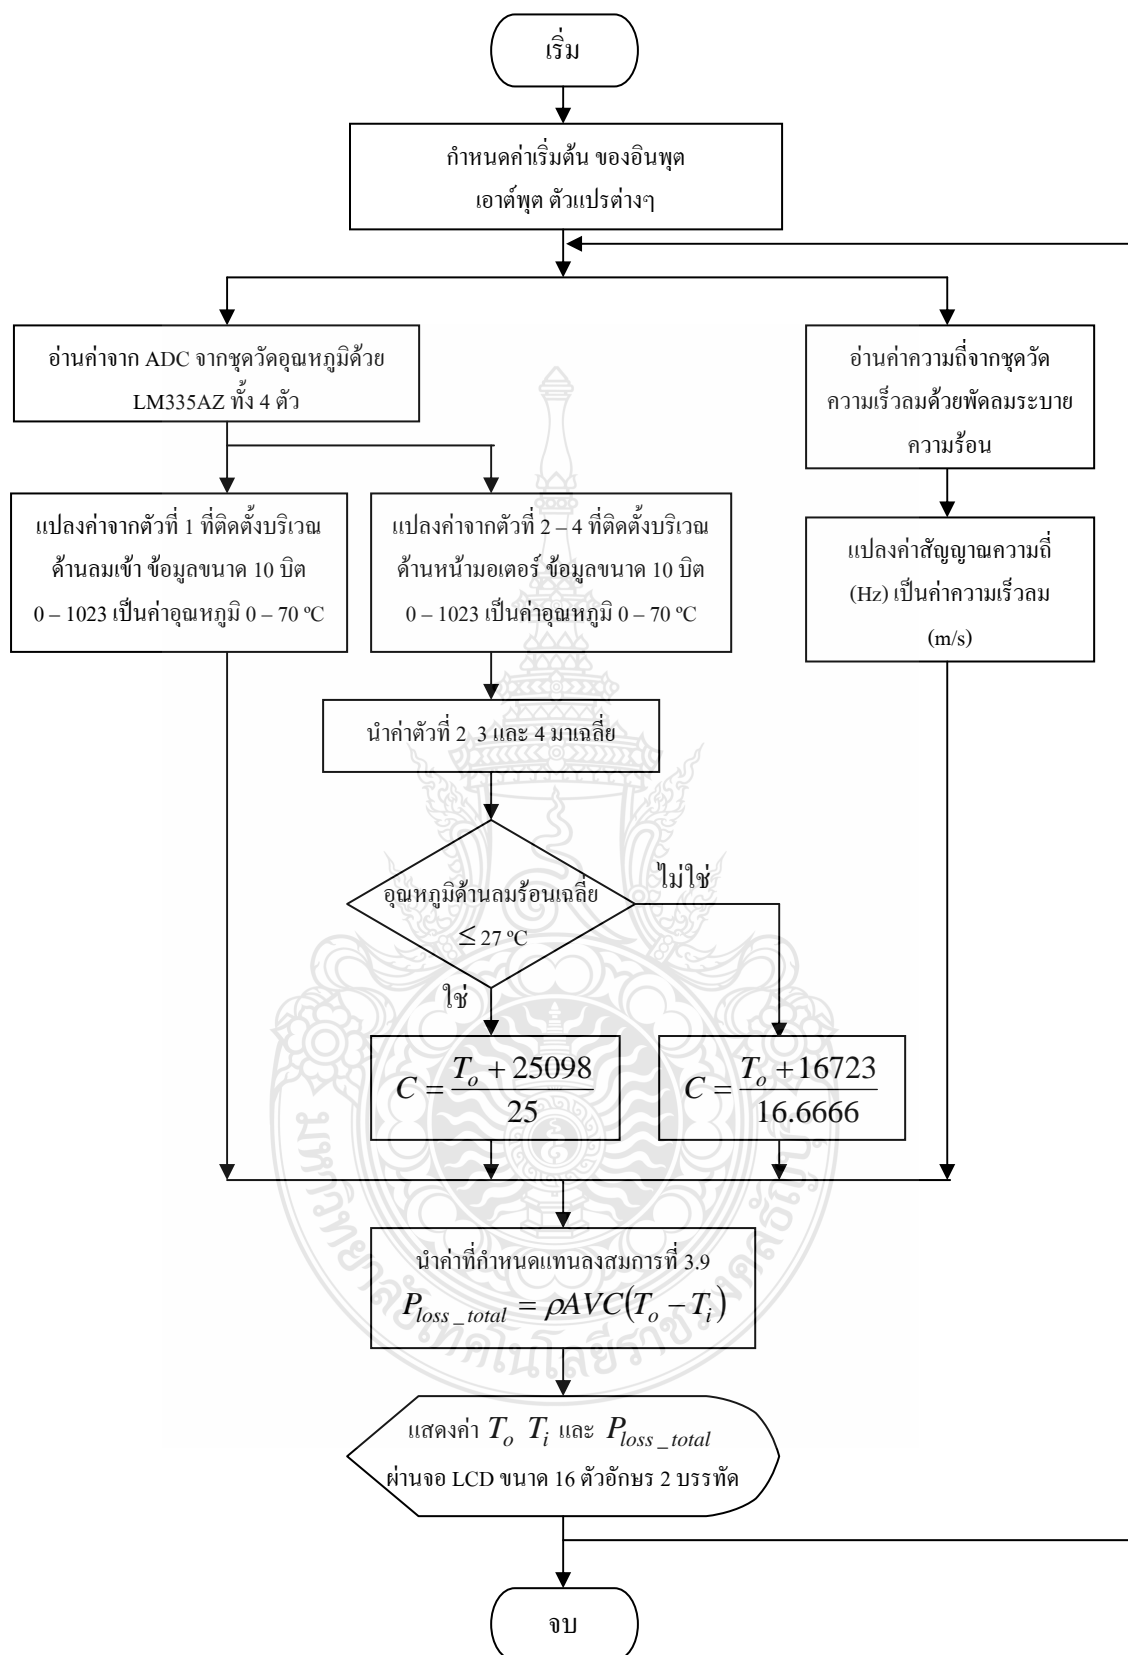 เริ่ม
กำหนดค่าเริ่มต้น ของอินพุต
เอาต์พุต ตัวแปรต่างๆ
อ่านค่าจาก ADC จากชุดวัดอุณหภูมิด้วย
LM335AZ ทั้ง 4 ตัว
อ่านค่าความถี่จากชุดวัด
ความเร็วลมด้วยพัดลมระบาย
ความร้อน
แปลงค่าจากตัวที่ 1 ที่ติดตั้งบริเวณ
ด้านลมเข้า ข้อมูลขนาด 10 บิต
0 – 1023 เป็นค่าอุณหภูมิ 0 – 70 ºC
แปลงค่าจากตัวที่ 2 – 4 ที่ติดตั้งบริเวณ
ด้านหน้ามอเตอร์ ข้อมูลขนาด 10 บิต
0 – 1023 เป็นค่าอุณหภูมิ 0 – 70 ºC
แปลงค่าสัญญาณความถี่
(Hz) เป็นค่าความเร็วลม
(m/s)
นำค่าตัวที่ 2 3 และ 4 มาเฉลี่ย
อุณหภูมิด้านลมร้อนเฉลี่ย
≤ 27 ºC
ไม่ใช่
ใช่
C = (T_o + 25098) / 25
C = (T_o + 16723) / 16.6666
นำค่าที่กำหนดแทนลงสมการที่ 3.9
P_loss_total = ρAVC(T_o − T_i)
แสดงค่า T_o T_i และ P_loss_total
ผ่านจอ LCD ขนาด 16 ตัวอักษร 2 บรรทัด
จบ